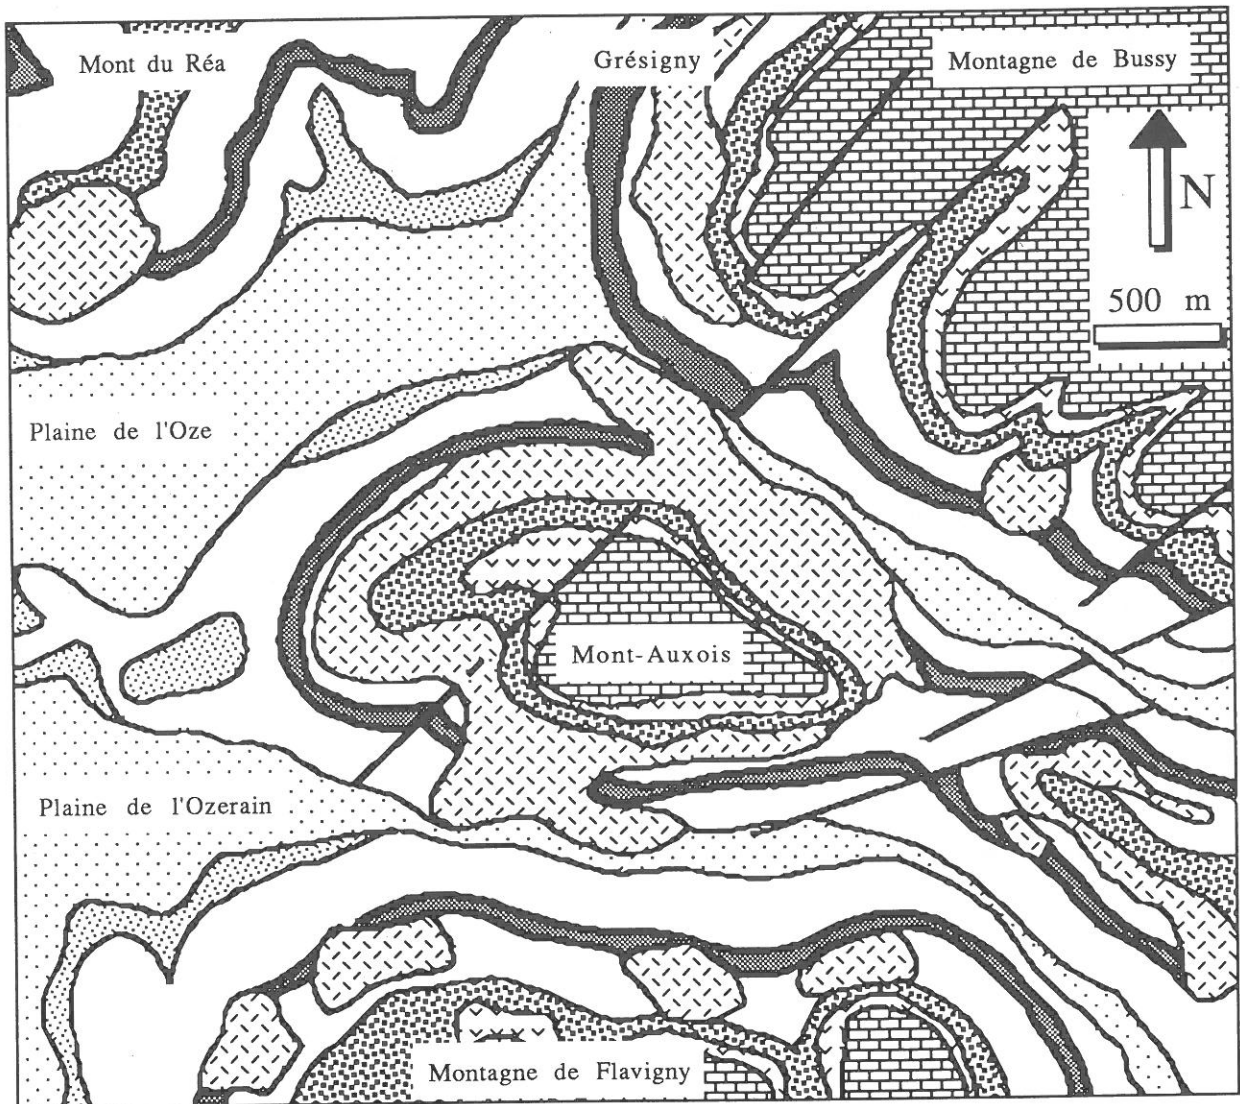 Mont du Réa
Grésigny
Montagne de Bussy
N
500 m
Plaine de l'Oze
Mont-Auxois
Plaine de l'Ozerain
Montagne de Flavigny